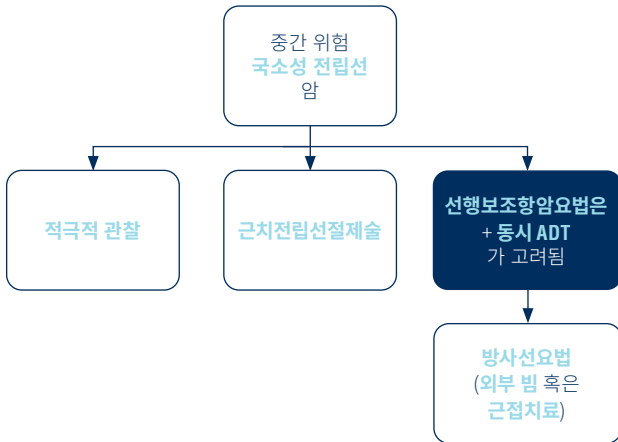 중간 위험
국소성 전립선
암
적극적 관찰
근치전립선절제술
선행보조항암요법은
+ 동시 ADT
가 고려됨
방사선요법
(외부 빔 혹은
근접치료)